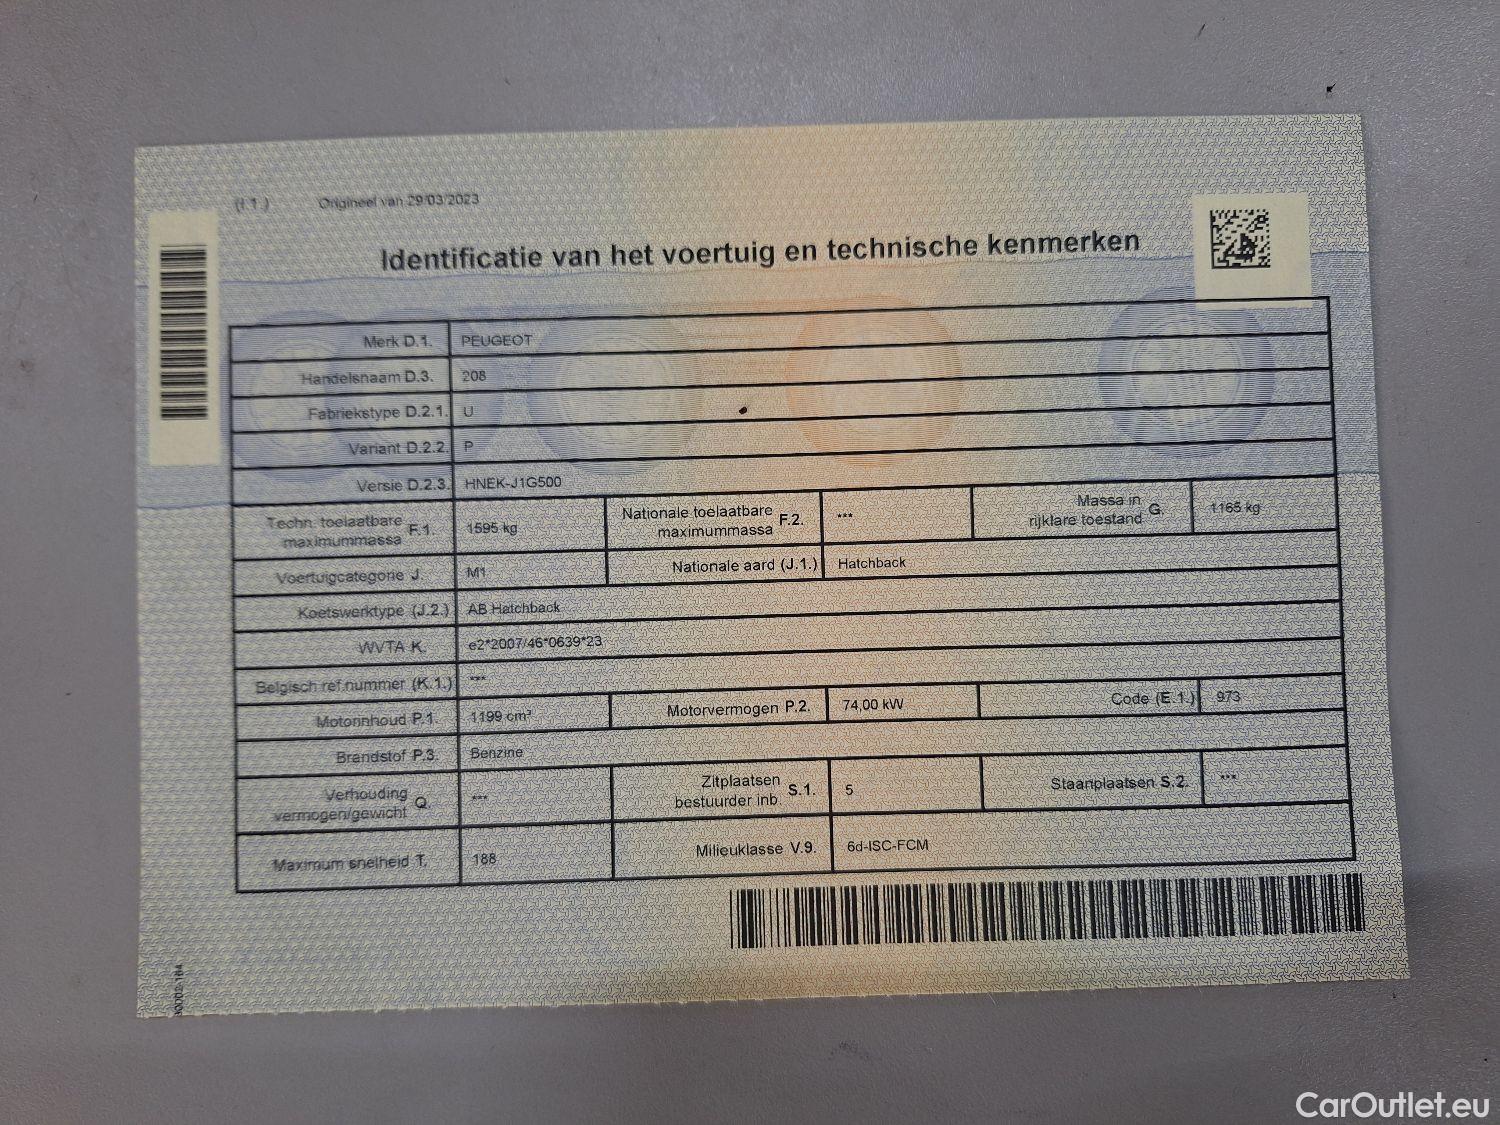 (I.1.) Origineel van 29/03/2023
Identificatie van het voertuig en technische kenmerken
Merk D.1. PEUGEOT
Handelsnaam D.3. 208
Fabriekstype D.2.1. U
Variant D.2.2. P
Versie D.2.3. HNEK-J1G500
Techn. toelaatbare maximummassa F.1. 1595 kg Nationale toelaatbare maximummassa F.2. *** Massa in rijklare toestand G. 1165 kg
Voertuigcategorie J. M1 Nationale aard (J.1.) Hatchback
Koetswerktype (J.2.) AB Hatchback
WVTA K. e2*2007/46*0639*23
Belgisch ref.nummer (K.1.) ***
Motorinhoud P.1. 1199 cm³ Motorvermogen P.2. 74,00 kW Code (E.1.) 973
Brandstof P.3. Benzine
Verhouding vermogen/gewicht Q. *** Zitplaatsen bestuurder inb. S.1. 5 Staanplaatsen S.2. ***
Maximum snelheid T. 188 Milieuklasse V.9. 6d-ISC-FCM
CarOutlet.eu